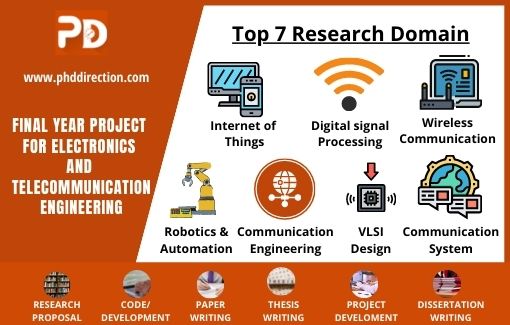 PD
www.phddirection.com
FINAL YEAR PROJECT
FOR ELECTRONICS
AND
TELECOMMUNICATION
ENGINEERING
Top 7 Research Domain
Internet of
Things
Digital signal
Processing
Wireless
Communication
Robotics &
Automation
Communication
Engineering
VLSI
Design
Communication
System
RESEARCH
PROPOSAL
CODE/
DEVELOPMENT
PAPER
WRITING
THESIS
WRITING
PROJECT
DEVELOMENT
DISSERTATION
WRITING